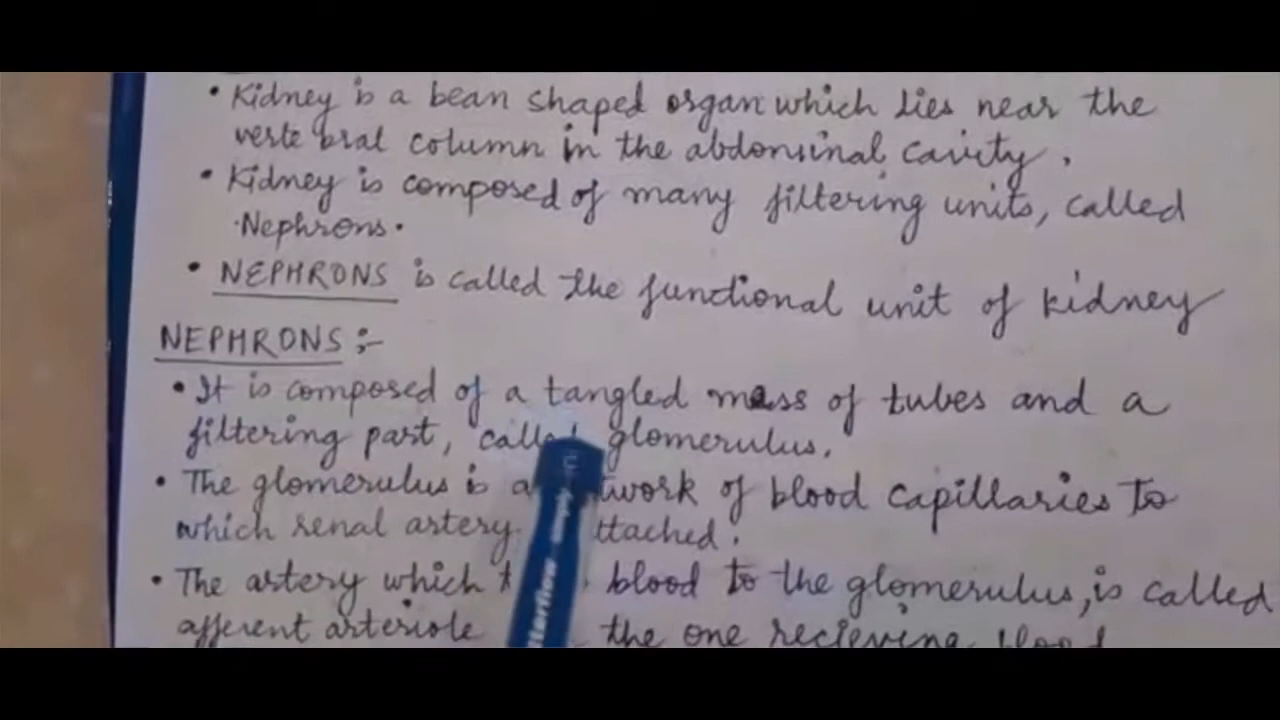 • Kidney is a bean shaped organ which lies near the
vertebral column in the abdominal cavity.
• Kidney is composed of many filtering units, called
Nephrons.
• NEPHRONS is called the functional unit of kidney
NEPHRONS :-
• It is composed of a tangled mass of tubes and a
filtering part, called glomerulus.
• The glomerulus is a twork of blood capillaries to
which renal artery ttached.
• The artery which t blood to the glomerulus, is called
afferent arteriole the one recieving blood